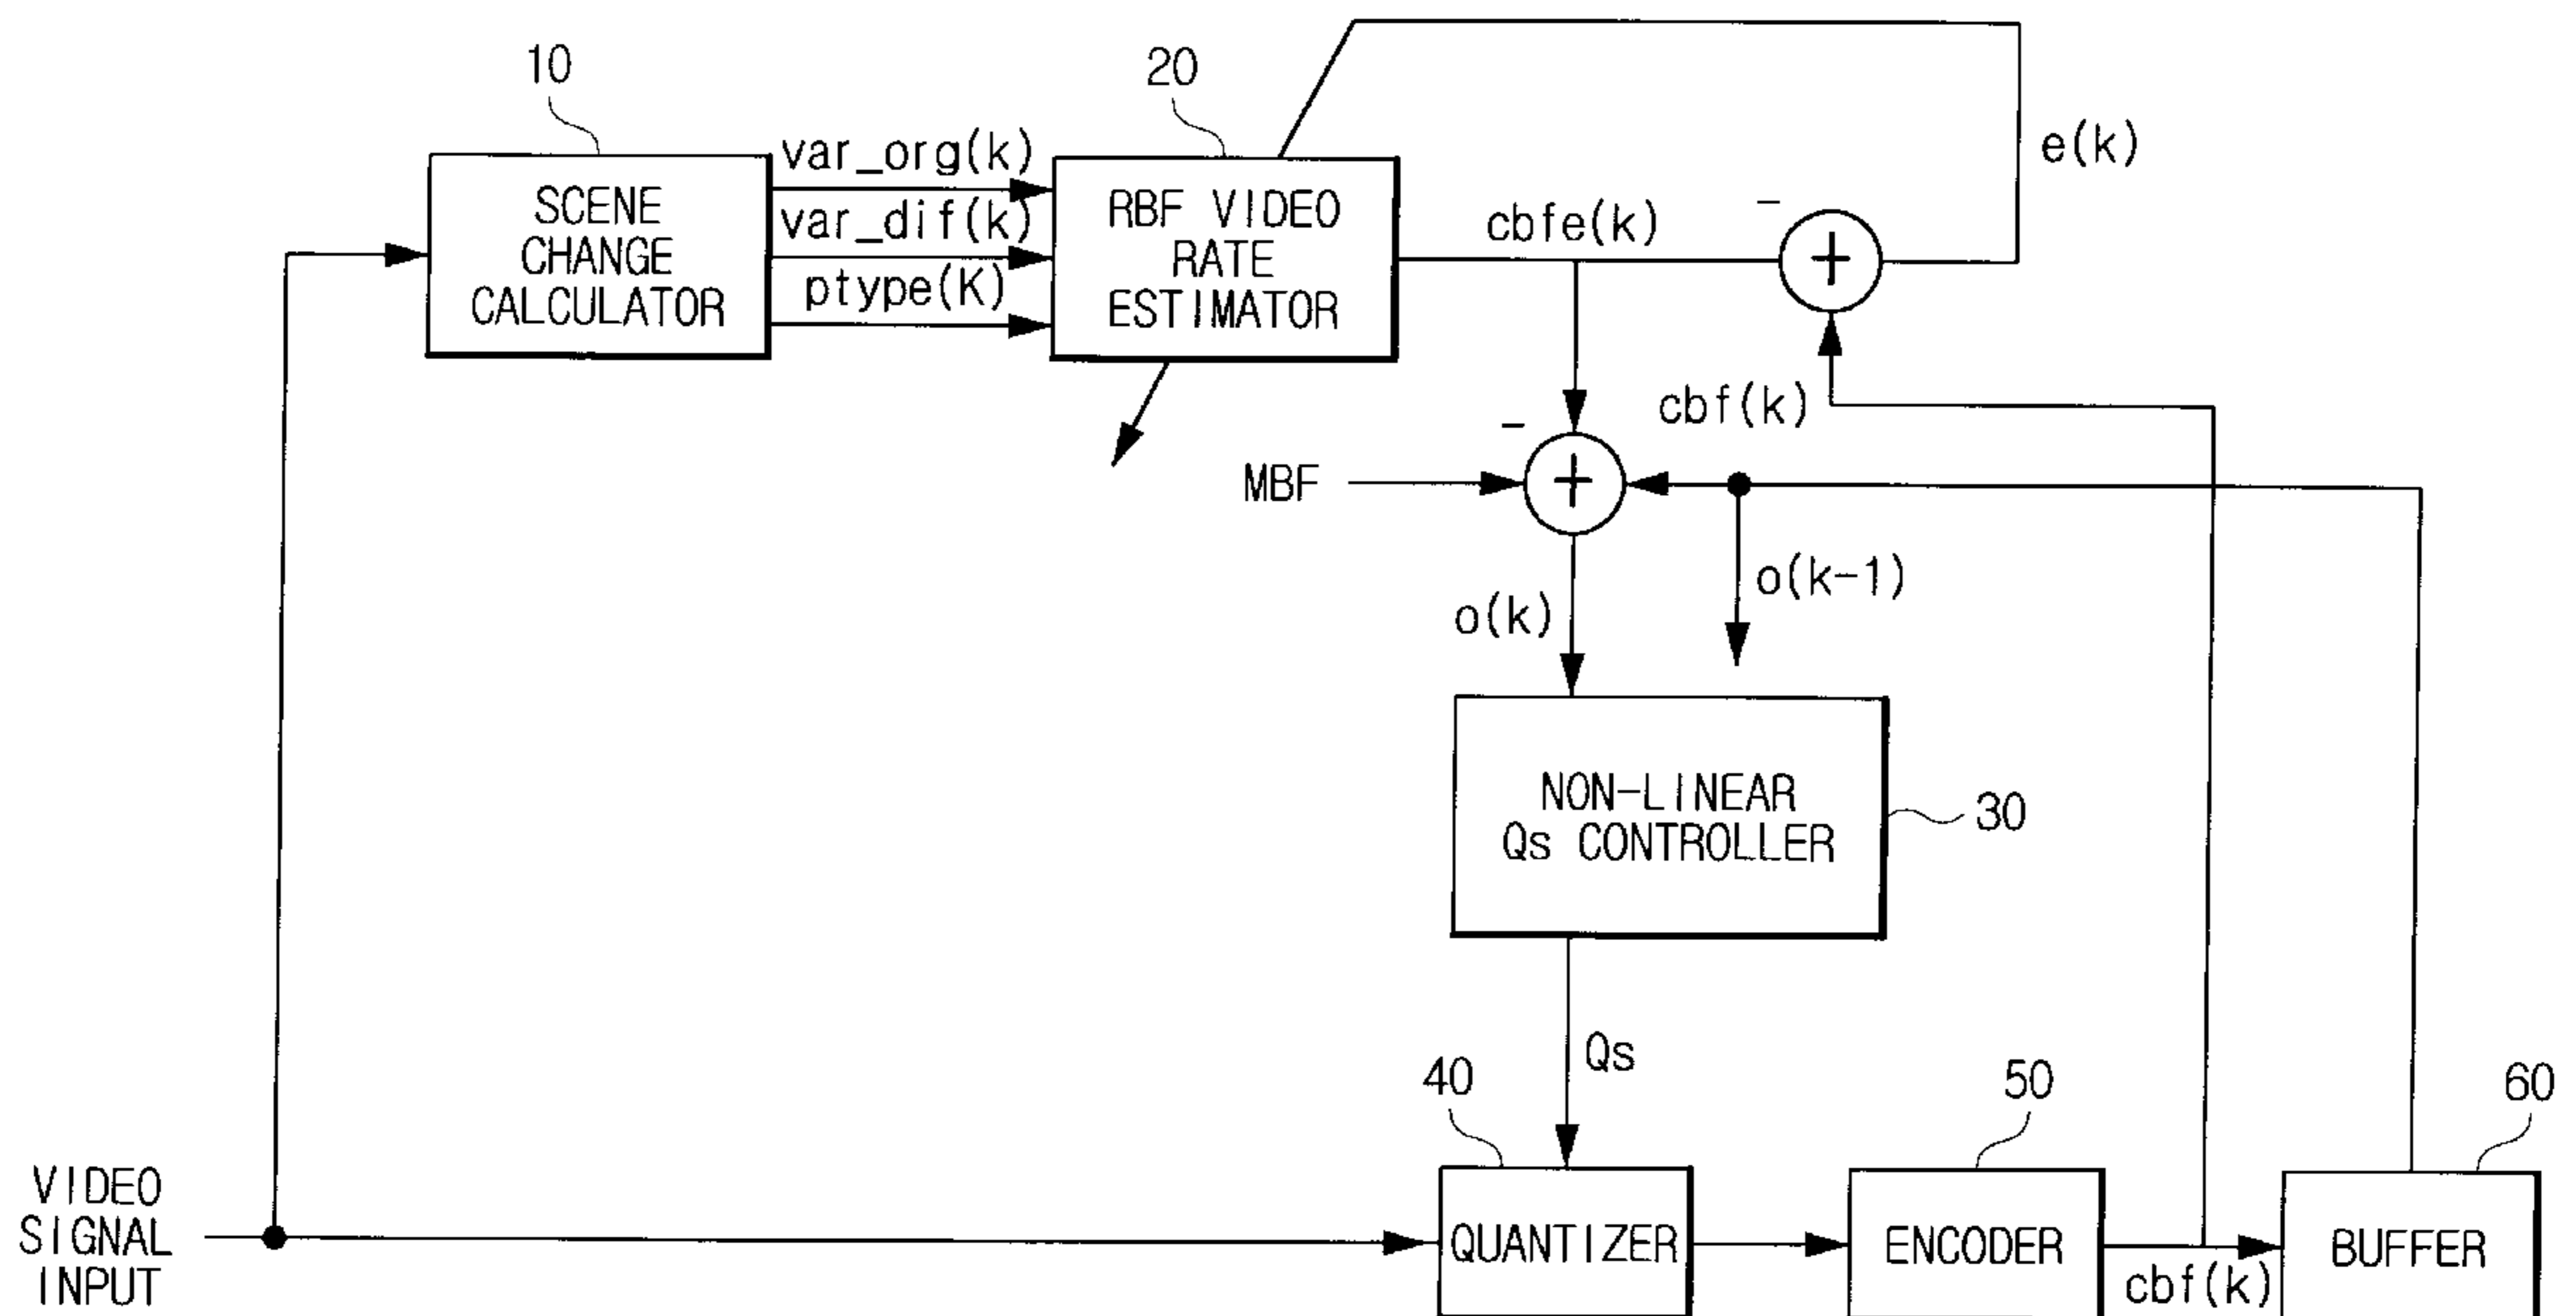 10
20
var_org(k)
e(k)
SCENE
CHANGE
CALCULATOR
var_dif(k)
ptype(K)
RBF VIDEO
RATE
ESTIMATOR
cbfe(k)
-
+
cbf(k)
-
MBF
+
o(k-1)
o(k)
NON-LINEAR
Qs CONTROLLER
30
Qs
40
50
60
VIDEO
SIGNAL
INPUT
QUANTIZER
ENCODER
cbf(k)
BUFFER